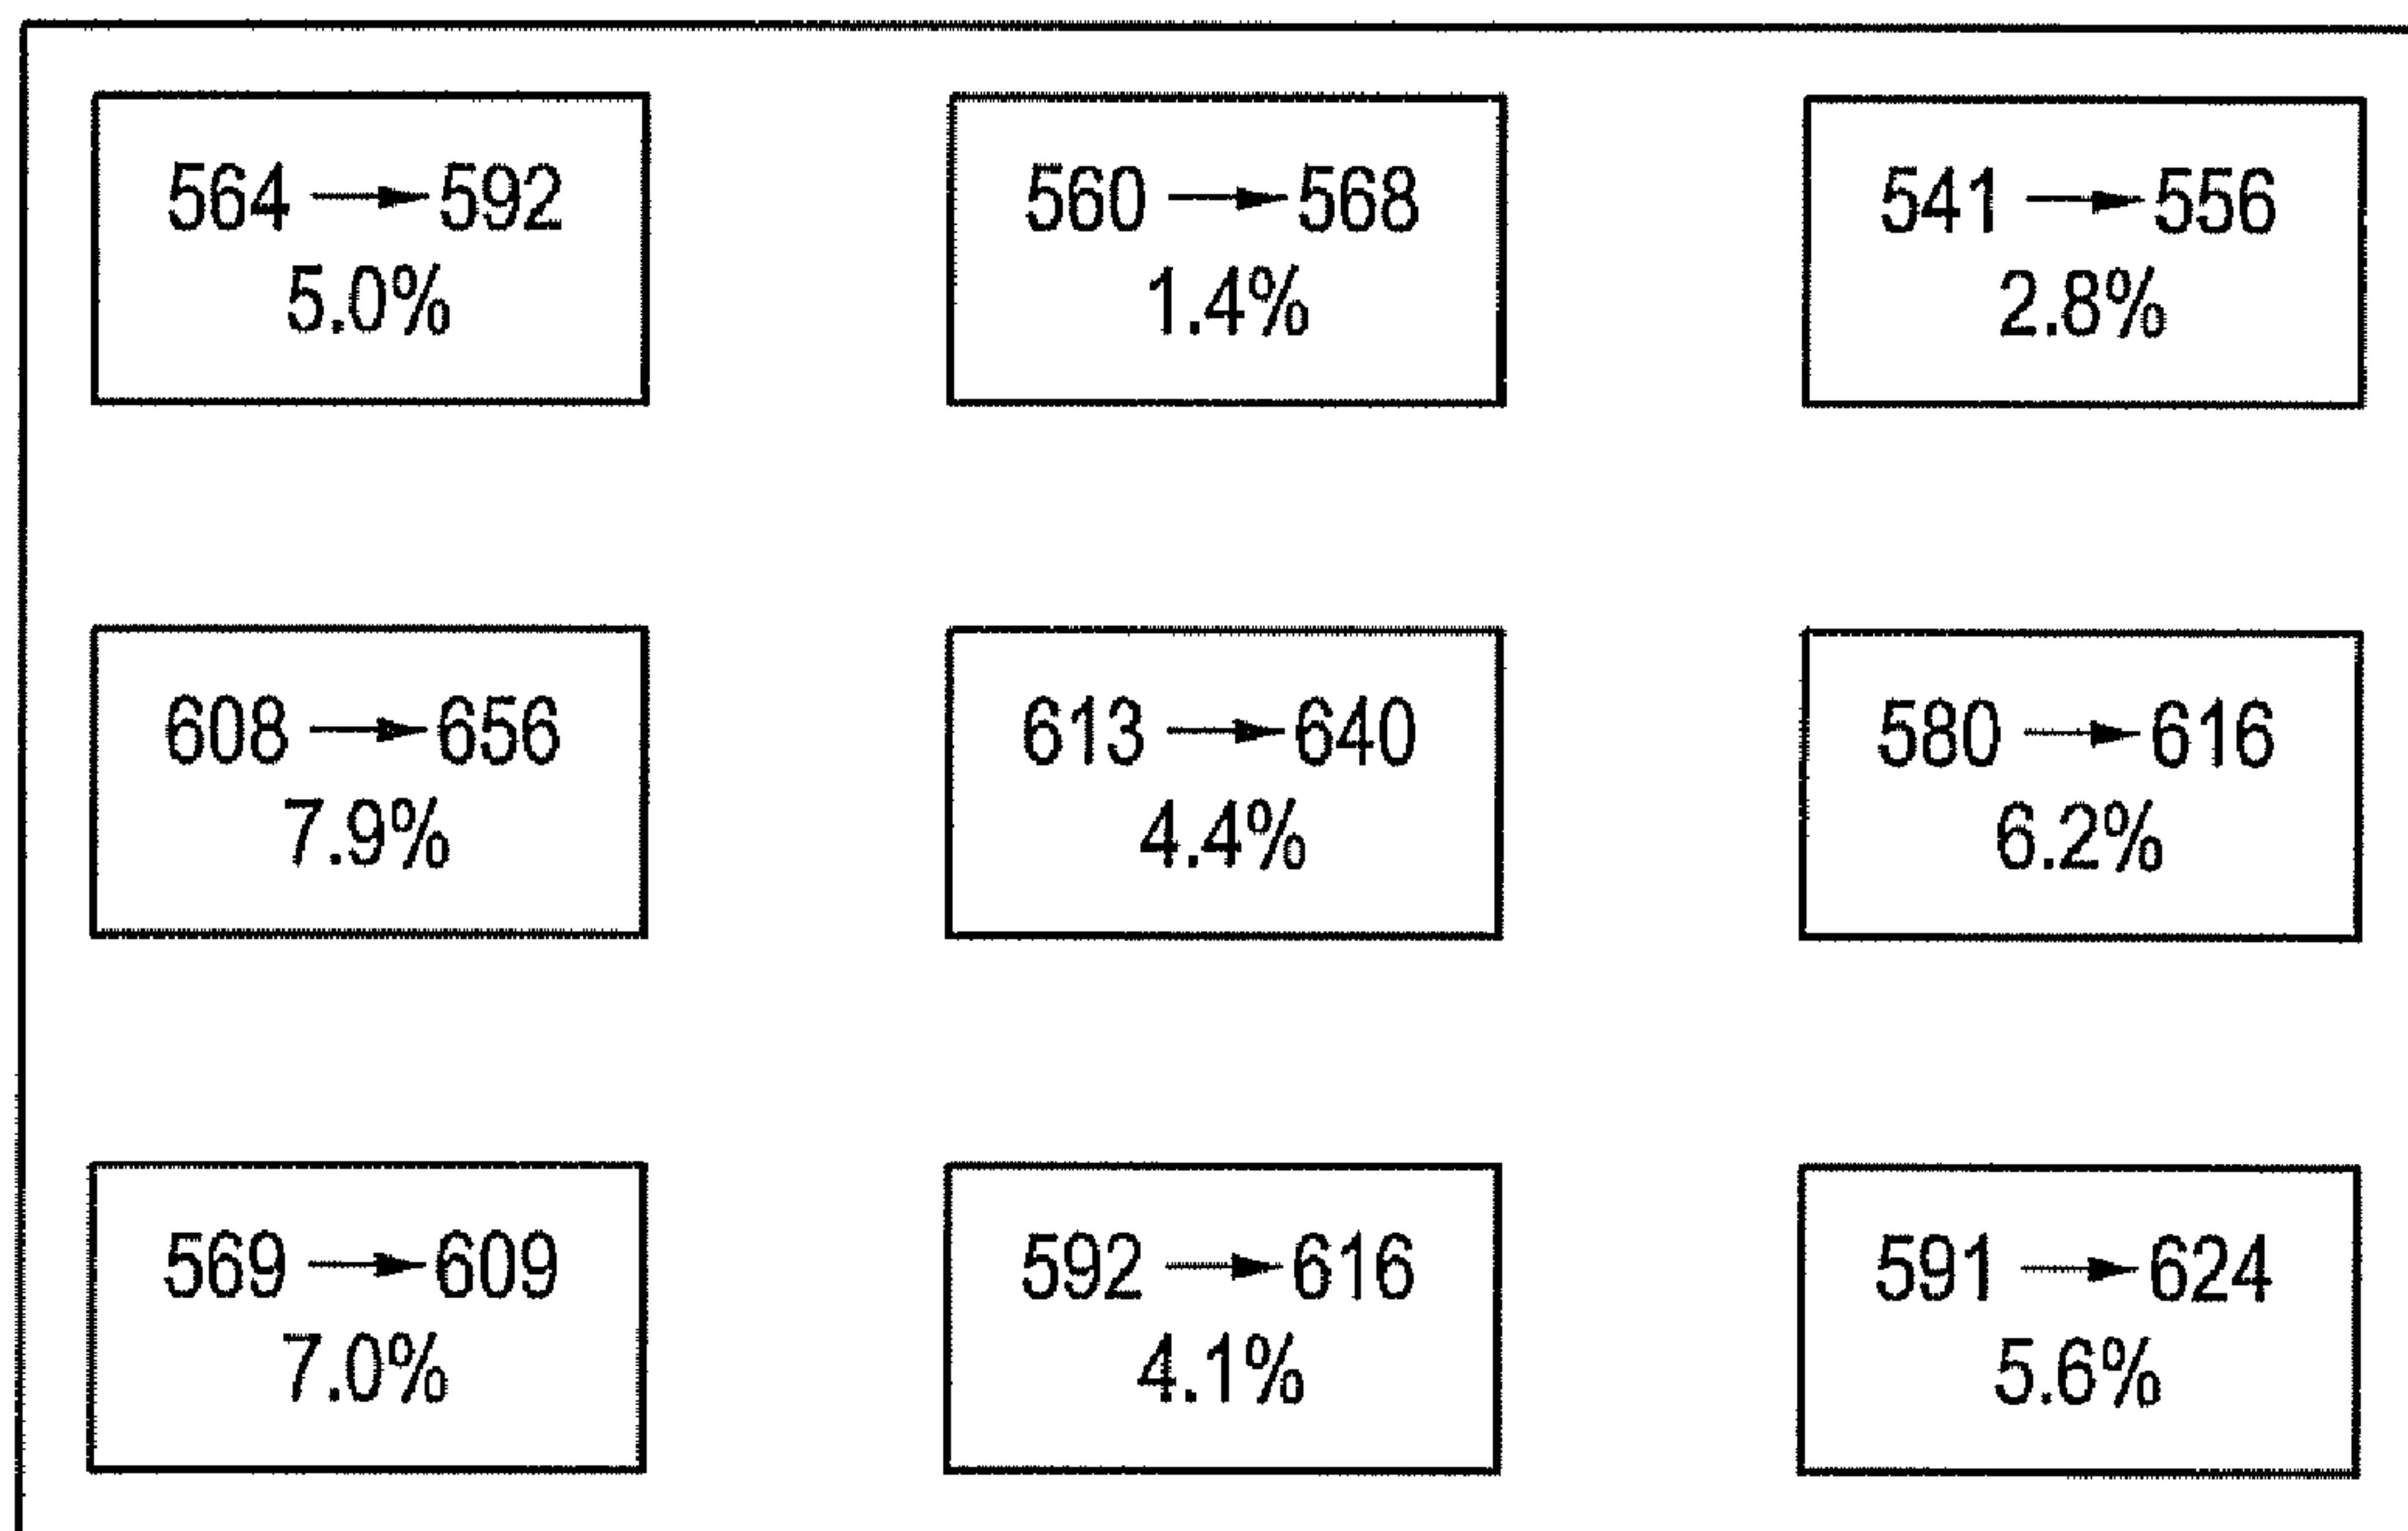 564 → 592
5.0%
560 → 568
1.4%
541 → 556
2.8%
608 → 656
7.9%
613 → 640
4.4%
580 → 616
6.2%
569 → 609
7.0%
592 → 616
4.1%
591 → 624
5.6%